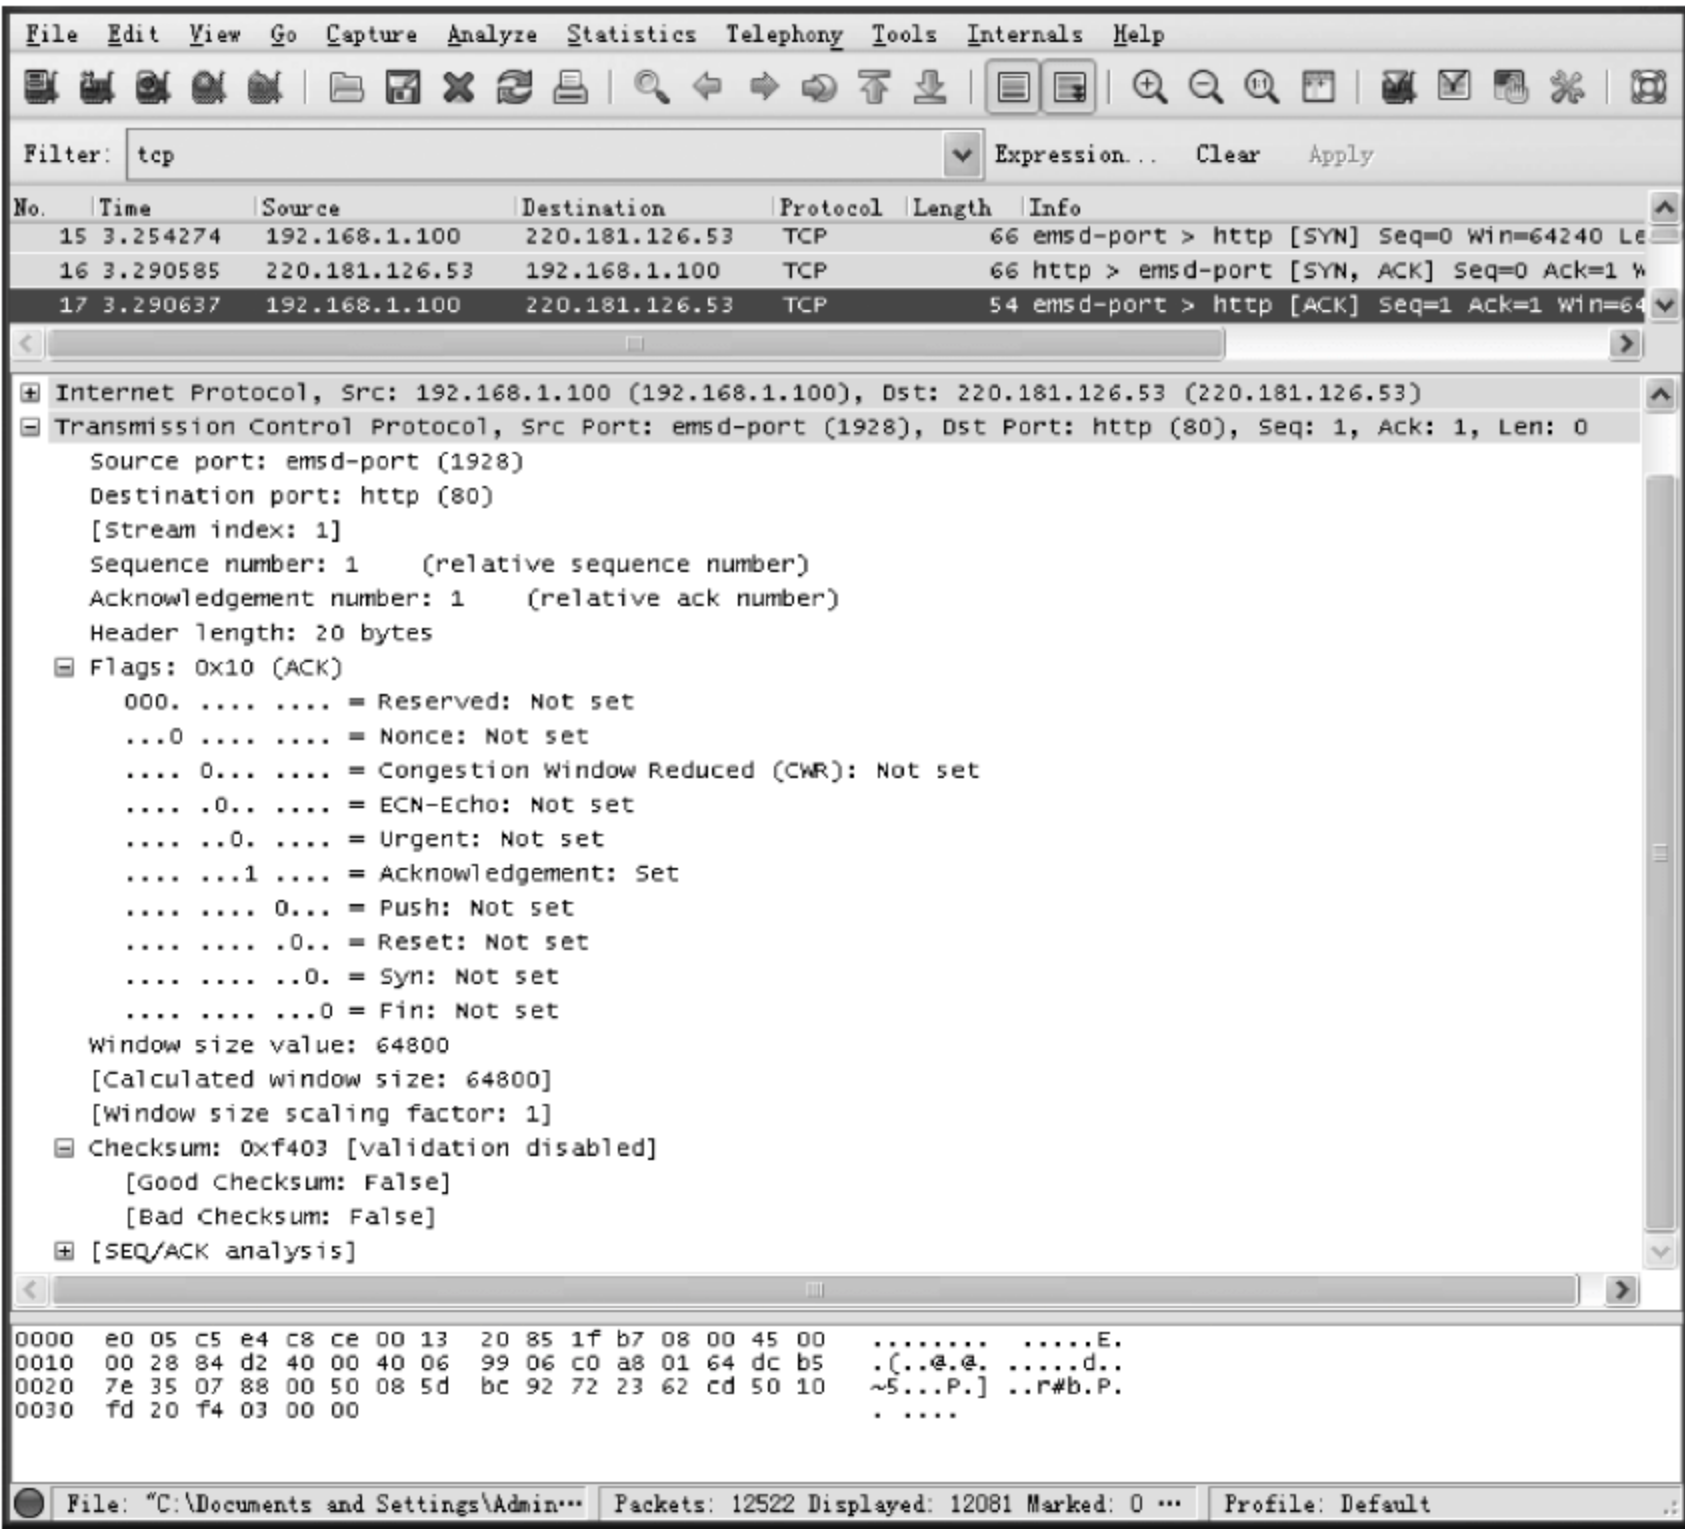 File Edit View Go Capture Analyze Statistics Telephony Tools Internals Help
Filter: tcp Expression... Clear Apply
No. Time Source Destination Protocol Length Info
15 3.254274 192.168.1.100 220.181.126.53 TCP 66 emsd-port > http [SYN] Seq=0 Win=64240 Le
16 3.290585 220.181.126.53 192.168.1.100 TCP 66 http > emsd-port [SYN, ACK] Seq=0 Ack=1 W
17 3.290637 192.168.1.100 220.181.126.53 TCP 54 emsd-port > http [ACK] Seq=1 Ack=1 Win=64
Internet Protocol, Src: 192.168.1.100 (192.168.1.100), Dst: 220.181.126.53 (220.181.126.53)
Transmission Control Protocol, Src Port: emsd-port (1928), Dst Port: http (80), Seq: 1, Ack: 1, Len: 0
Source port: emsd-port (1928)
Destination port: http (80)
[Stream index: 1]
Sequence number: 1 (relative sequence number)
Acknowledgement number: 1 (relative ack number)
Header length: 20 bytes
Flags: 0x10 (ACK)
000. .... .... = Reserved: Not set
...0 .... .... = Nonce: Not set
.... 0... .... = Congestion Window Reduced (CWR): Not set
.... .0.. .... = ECN-Echo: Not set
.... ..0. .... = Urgent: Not set
.... ...1 .... = Acknowledgement: Set
.... .... 0... = Push: Not set
.... .... .0.. = Reset: Not set
.... .... ..0. = Syn: Not set
.... .... ...0 = Fin: Not set
Window size value: 64800
[Calculated window size: 64800]
[Window size scaling factor: 1]
Checksum: 0xf403 [validation disabled]
[Good Checksum: False]
[Bad Checksum: False]
[SEQ/ACK analysis]
0000 e0 05 c5 e4 c8 ce 00 13 20 85 1f b7 08 00 45 00 ........ .....E.
0010 00 28 84 d2 40 00 40 06 99 06 c0 a8 01 64 dc b5 .(..@.@. .....d..
0020 7e 35 07 88 00 50 08 5d bc 92 72 23 62 cd 50 10 ~5...P.] ..r#b.P.
0030 fd 20 f4 03 00 00 . ....
File: "C:\Documents and Settings\Admin... Packets: 12522 Displayed: 12081 Marked: 0 ... Profile: Default